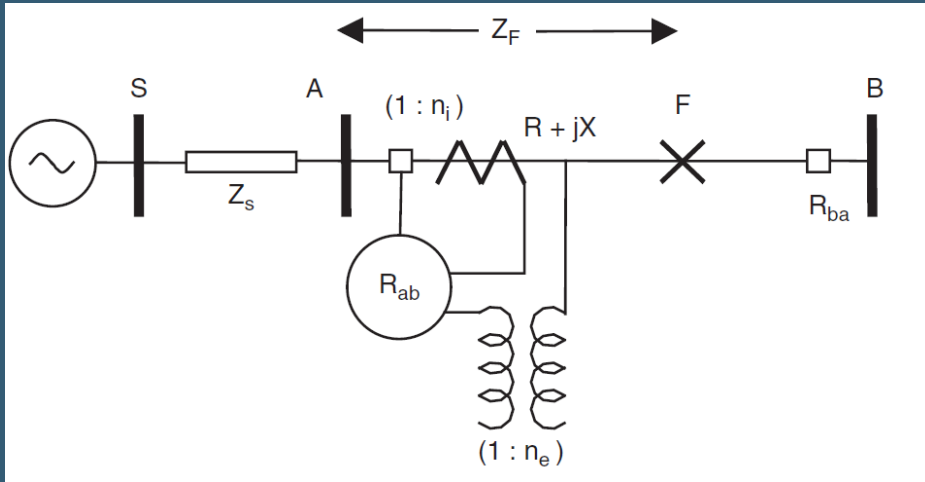 Z_F
S
A
(1 : n_i)
R + jX
F
B
Z_s
R_ba
R_ab
(1 : n_e)